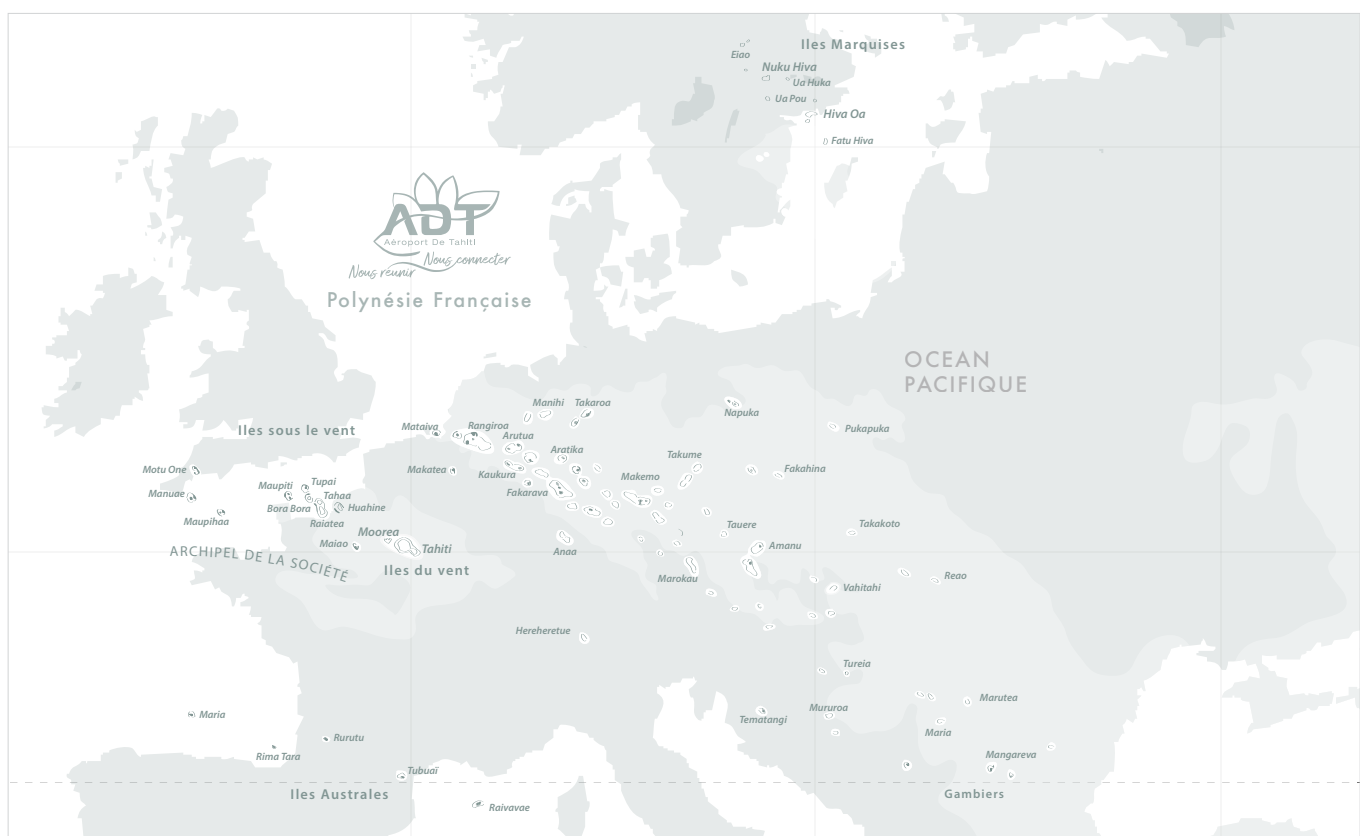 Iles Marquises
Eiao
Nuku Hiva
Ua Huka
Ua Pou
Hiva Oa
Fatu Hiva
ADT
Aéroport De Tahiti
Nous réunir Nous connecter
Polynésie Française
OCEAN
PACIFIQUE
Manihi
Takaroa
Napuka
Pukapuka
Iles sous le vent
Mataiva
Rangiroa
Arutua
Aratika
Takume
Motu One
Makatea
Kaukura
Makemo
Fakahina
Manuae
Maupiti
Tupai
Tahaa
Fakarava
Bora Bora
Huahine
Maupihaa
Raiatea
Moorea
Tauere
Takakoto
Maiao
Tahiti
Anaa
Amanu
ARCHIPEL DE LA SOCIÉTÉ
Iles du vent
Marokau
Reao
Vahitahi
Hereheretue
Tureia
Marutea
Maria
Mururoa
Tematangi
Maria
Rurutu
Rima Tara
Mangareva
Tubuaï
Iles Australes
Gambiers
Raivavae